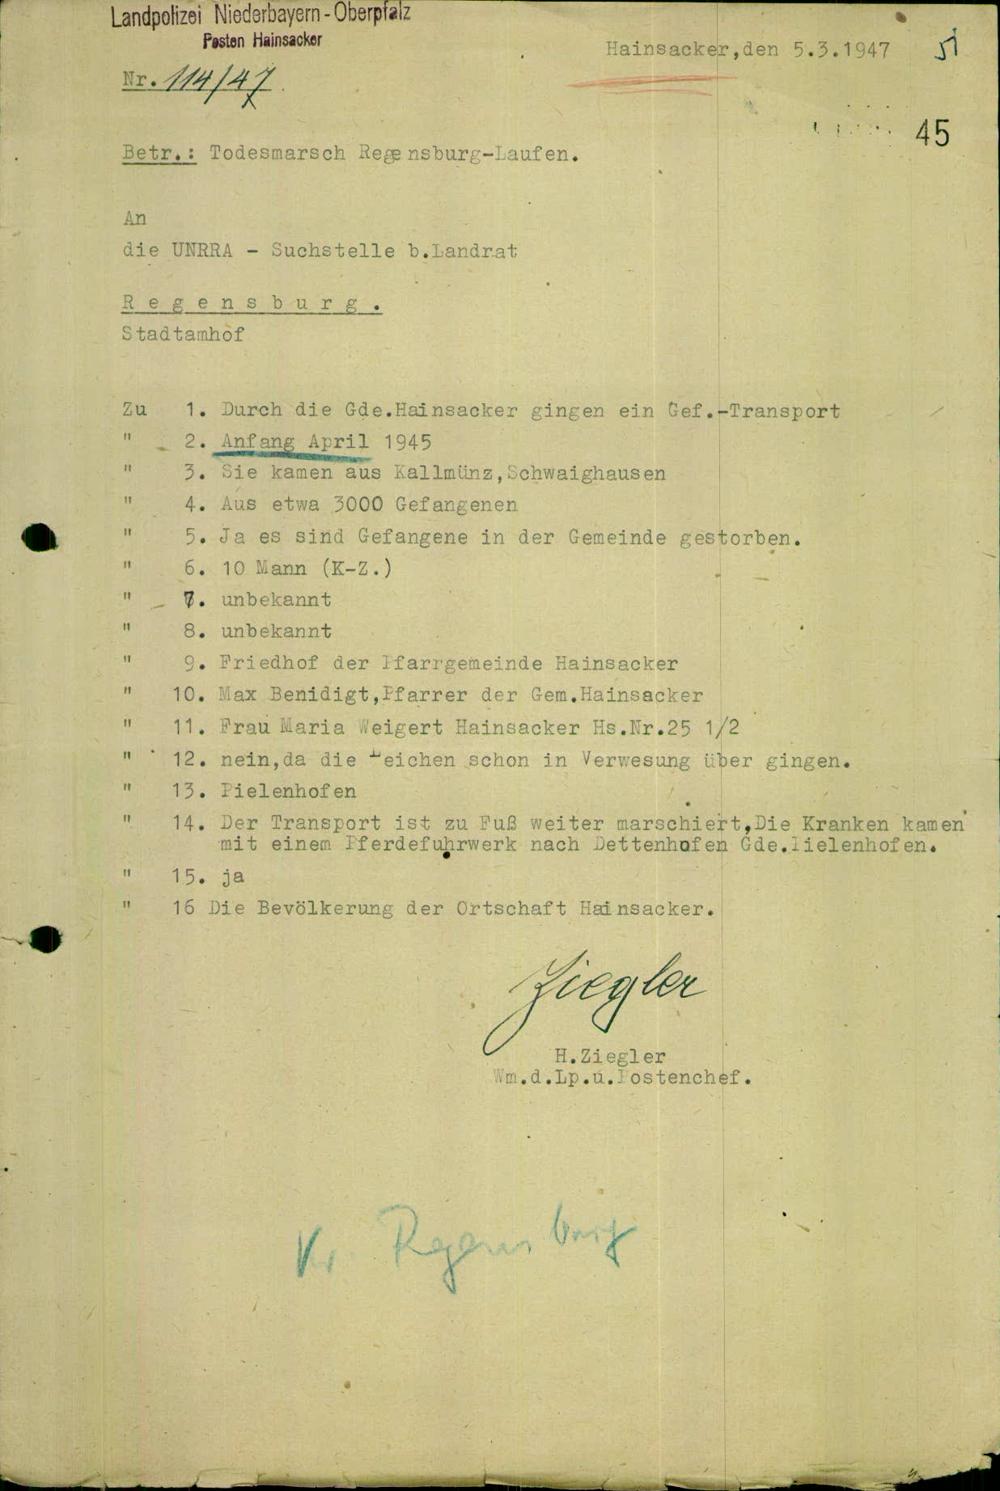 Landpolizei Niederbayern-Oberpfalz
Posten Hainsacker
Hainsacker,den 5.3.1947
51
Nr. 114/47
45
Betr.: Todesmarsch Regensburg-Laufen.
An
die UNRRA - Suchstelle b.Landrat
Regensburg.
Stadtamhof
Zu 1. Durch die Gde.Hainsacker gingen ein Gef.-Transport
" 2. Anfang April 1945
" 3. Sie kamen aus Kallmünz,Schwaighausen
" 4. Aus etwa 3000 Gefangenen
" 5. Ja es sind Gefangene in der Gemeinde gestorben.
" 6. 10 Mann (K-Z.)
" 7. unbekannt
" 8. unbekannt
" 9. Friedhof der Pfarrgemeinde Hainsacker
" 10. Max Benidigt,Pfarrer der Gem.Hainsacker
" 11. Frau Maria Weigert Hainsacker Hs.Nr.25 1/2
" 12. nein,da die Leichen schon in Verwesung über gingen.
" 13. Pielenhofen
" 14. Der Transport ist zu Fuß weiter marschiert,Die Kranken kamen
mit einem Pferdefuhrwerk nach Dettenhofen Gde.Pielenhofen.
" 15. ja
" 16 Die Bevölkerung der Ortschaft Hainsacker.
Ziegler
H.Ziegler
Wm.d.Lp.u.Postenchef.
Kr. Regensburg